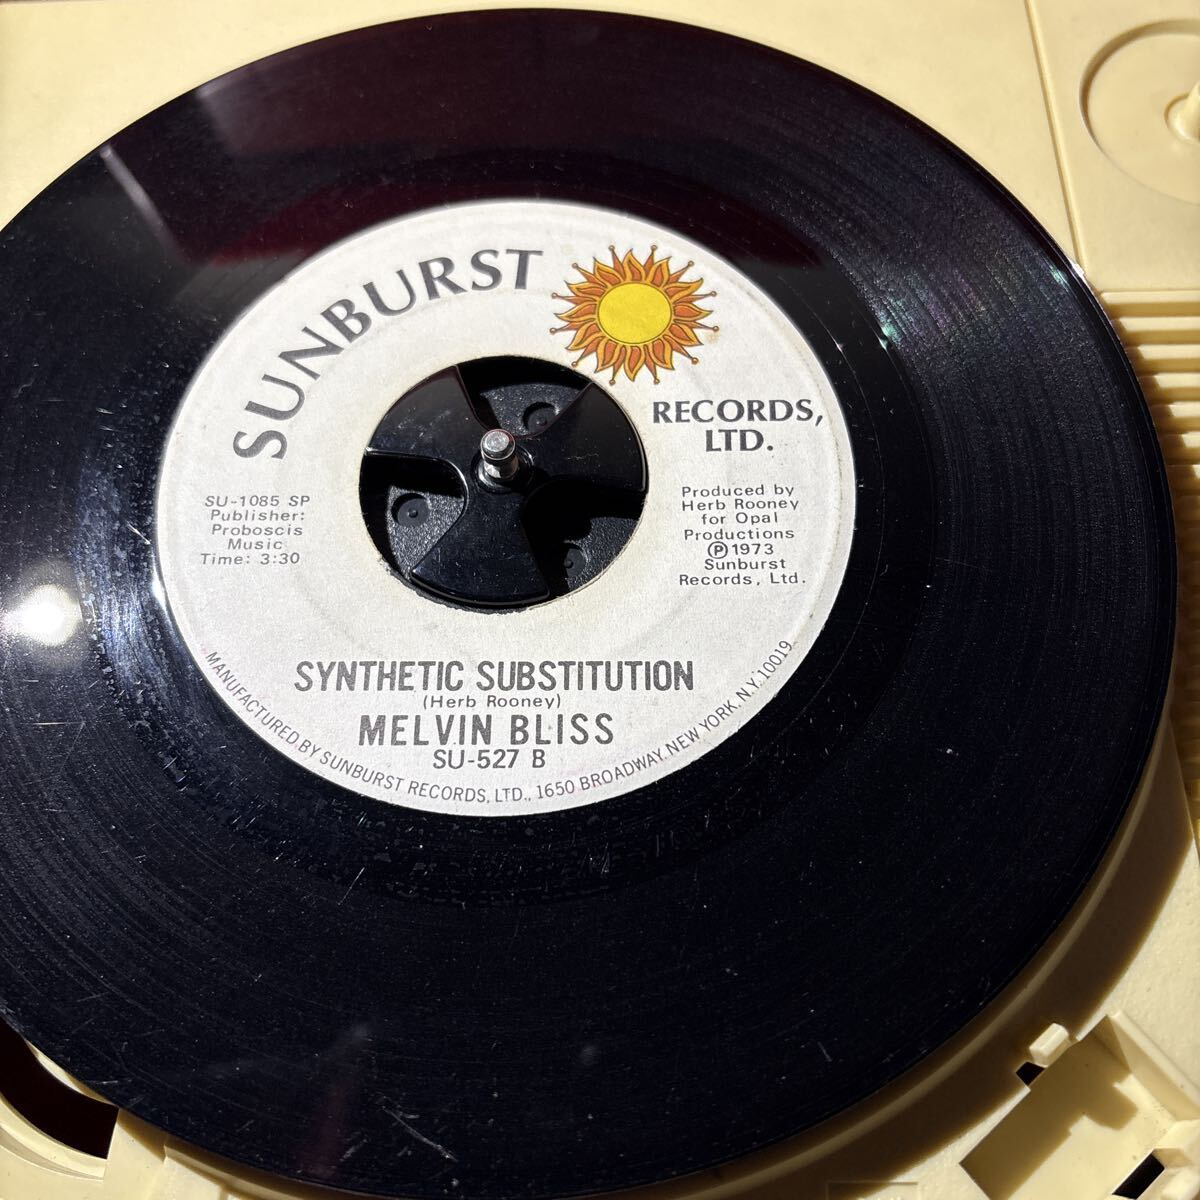 SUNBURST
RECORDS,
LTD.
SU-1085 SP
Publisher:
Proboscis
Music
Time: 3:30
Produced by
Herb Rooney
for Opal
Productions
Ⓟ1973
Sunburst
Records, Ltd.
SYNTHETIC SUBSTITUTION
(Herb Rooney)
MELVIN BLISS
SU-527 B
MANUFACTURED BY SUNBURST RECORDS, LTD., 1650 BROADWAY, NEW YORK, N.Y. 10019